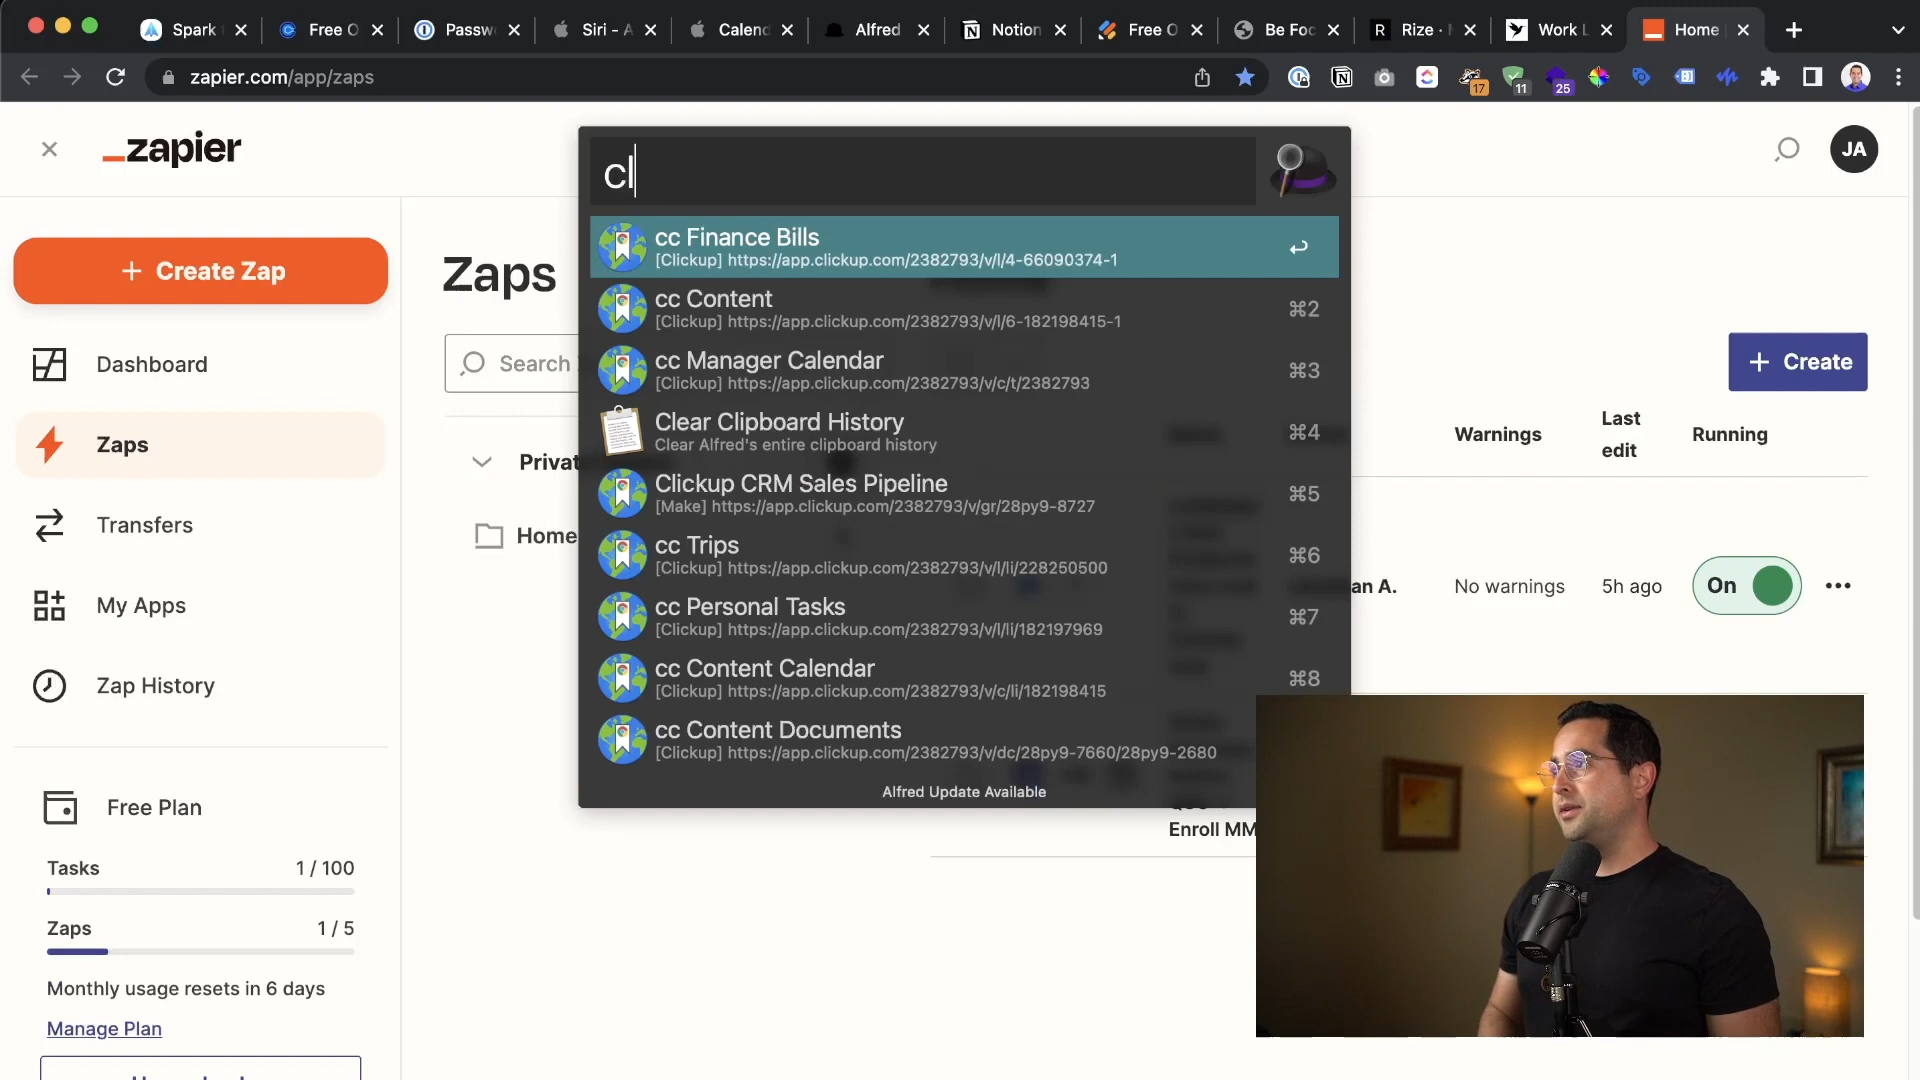 Spark
Free O
Passw
Siri - A
Calend
Alfred
Notion
Free O
Be Foc
Rize ·
Work L
Home
zapier.com/app/zaps
17
11
25
zapier
JA
cl
+ Create Zap
Dashboard
Zaps
Transfers
My Apps
Zap History
Free Plan
Tasks 1 / 100
Zaps 1 / 5
Monthly usage resets in 6 days
Manage Plan
Zaps
Search
Private
Home
cc Finance Bills
[Clickup] https://app.clickup.com/2382793/v/l/4-66090374-1
cc Content
[Clickup] https://app.clickup.com/2382793/v/l/6-182198415-1
⌘2
cc Manager Calendar
[Clickup] https://app.clickup.com/2382793/v/c/t/2382793
⌘3
Clear Clipboard History
Clear Alfred's entire clipboard history
⌘4
Clickup CRM Sales Pipeline
[Make] https://app.clickup.com/2382793/v/gr/28py9-8727
⌘5
cc Trips
[Clickup] https://app.clickup.com/2382793/v/l/li/228250500
⌘6
cc Personal Tasks
[Clickup] https://app.clickup.com/2382793/v/l/li/182197969
⌘7
cc Content Calendar
[Clickup] https://app.clickup.com/2382793/v/c/li/182198415
⌘8
cc Content Documents
[Clickup] https://app.clickup.com/2382793/v/dc/28py9-7660/28py9-2680
Alfred Update Available
Enroll MM
+ Create
Warnings
Last
edit
Running
an A.
No warnings
5h ago
On